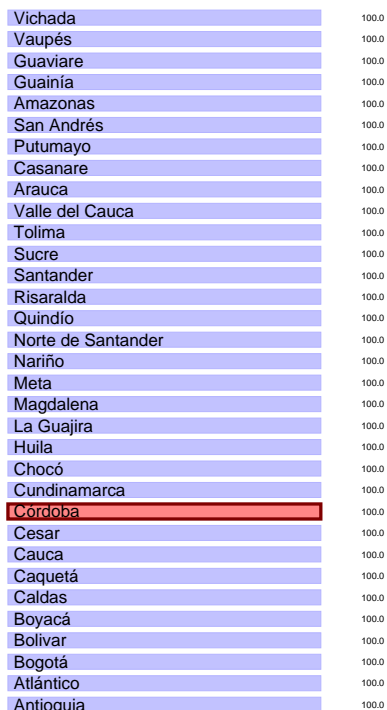 Vichada 100.0
Vaupés 100.0
Guaviare 100.0
Guainía 100.0
Amazonas 100.0
San Andrés 100.0
Putumayo 100.0
Casanare 100.0
Arauca 100.0
Valle del Cauca 100.0
Tolima 100.0
Sucre 100.0
Santander 100.0
Risaralda 100.0
Quindío 100.0
Norte de Santander 100.0
Nariño 100.0
Meta 100.0
Magdalena 100.0
La Guajira 100.0
Huila 100.0
Chocó 100.0
Cundinamarca 100.0
Córdoba 100.0
Cesar 100.0
Cauca 100.0
Caquetá 100.0
Caldas 100.0
Boyacá 100.0
Bolivar 100.0
Bogotá 100.0
Atlántico 100.0
Antioquia 100.0